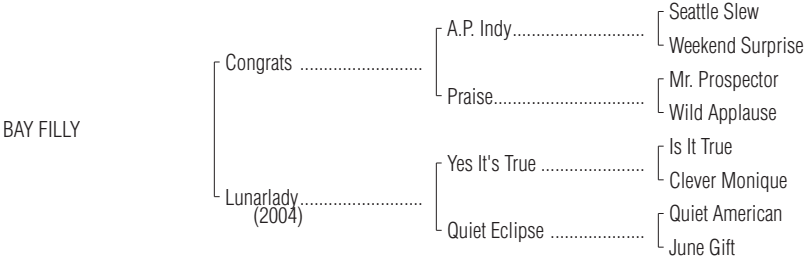 Seattle Slew
A.P. Indy..............................
Weekend Surprise
Congrats ..........................
Mr. Prospector
Praise.................................
Wild Applause
BAY FILLY
Is It True
Yes It's True ......................
Clever Monique
Lunarlady..........................
(2004)
Quiet American
Quiet Eclipse ....................
June Gift